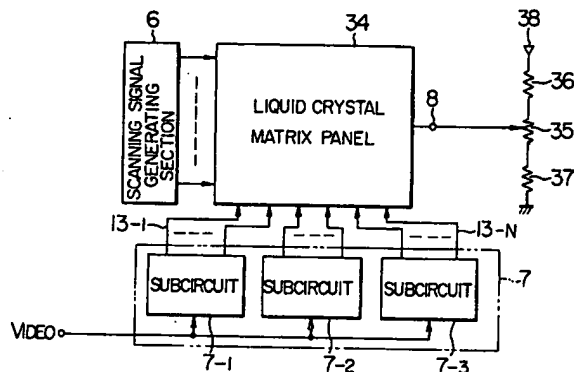 6
34
38
SCANNING SIGNAL
GENERATING
SECTION
LIQUID CRYSTAL
MATRIX PANEL
8
36
35
37
13-1
13-N
SUBCIRCUIT
SUBCIRCUIT
SUBCIRCUIT
7
VIDEO
7-1
7-2
7-3